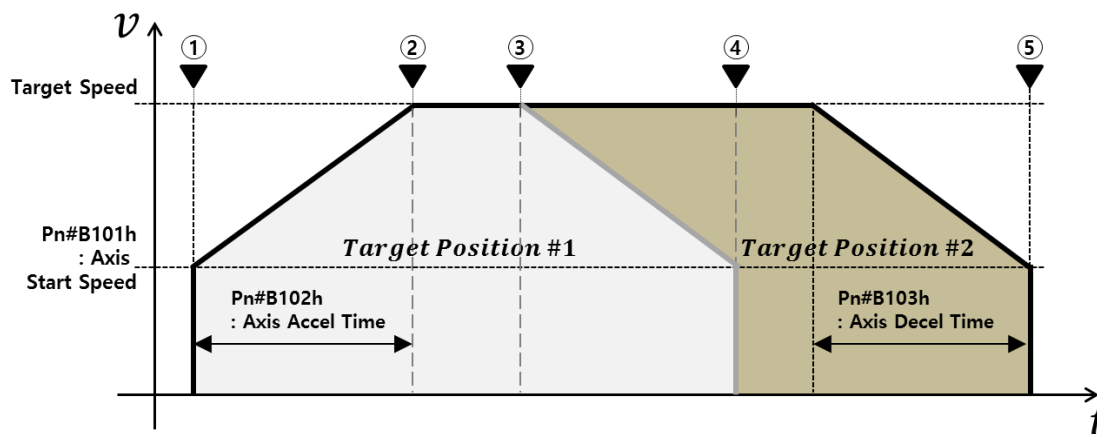 v
① ② ③ ④ ⑤
Target Speed
Pn#B101h
: Axis
Start Speed
Target Position #1
Target Position #2
Pn#B102h
: Axis Accel Time
Pn#B103h
: Axis Decel Time
t